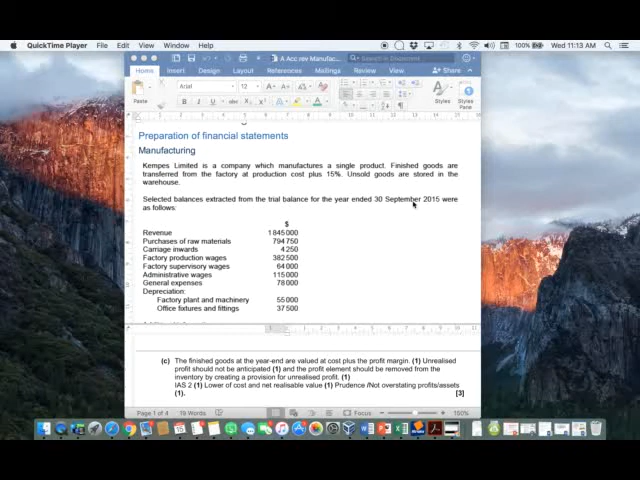 QuickTime Player File Edit View Window Help 100% Wed 11:13 AM
A Acc rev Manufac... Search in Document
Home Insert Design Layout References Mailings Review View Share
Paste Arial 12 Styles Styles Pane
Preparation of financial statements
Manufacturing
Kempes Limited is a company which manufactures a single product. Finished goods are
transferred from the factory at production cost plus 15%. Unsold goods are stored in the
warehouse.
Selected balances extracted from the trial balance for the year ended 30 September 2015 were
as follows:
$
Revenue 1 845 000
Purchases of raw materials 794 750
Carriage inwards 4 250
Factory production wages 382 500
Factory supervisory wages 64 000
Administrative wages 115 000
General expenses 78 000
Depreciation:
Factory plant and machinery 55 000
Office fixtures and fittings 37 500
(c) The finished goods at the year-end are valued at cost plus the profit margin. (1) Unrealised
profit should not be anticipated (1) and the profit element should be removed from the
inventory by creating a provision for unrealised profit. (1)
IAS 2 (1) Lower of cost and net realisable value (1) Prudence /Not overstating profits/assets
(1). [3]
Page 1 of 4 19 Words Focus 150%